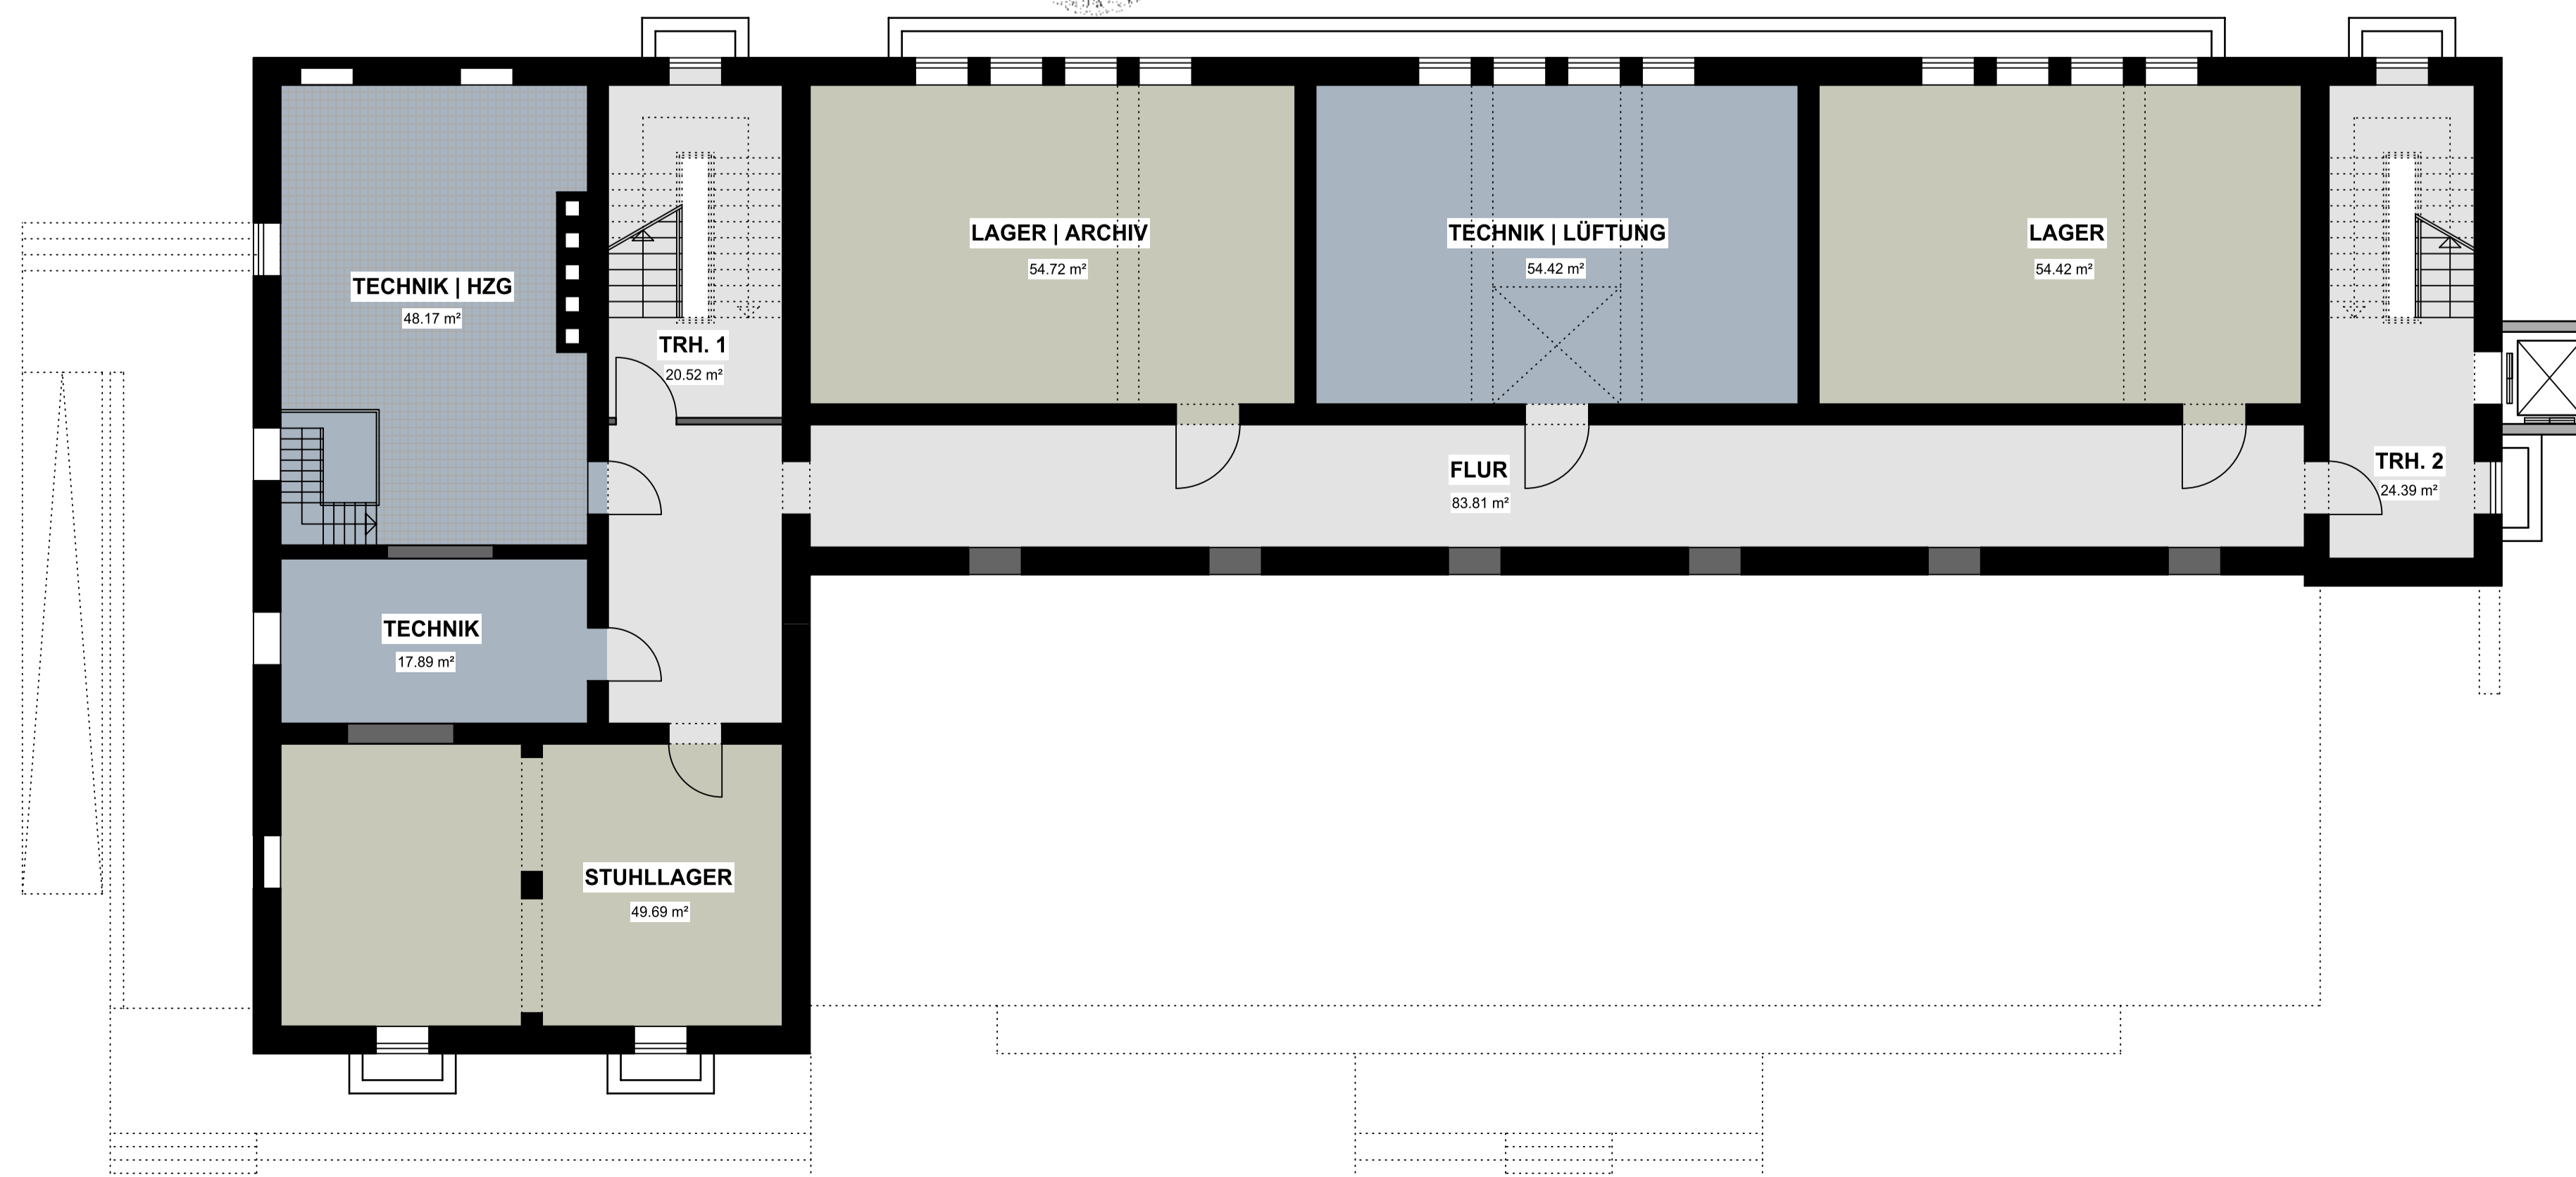 LAGER | ARCHIV
54.72 m²
TECHNIK | LÜFTUNG
54.42 m²
LAGER
54.42 m²
TECHNIK | HZG
48.17 m²
TRH. 1
20.52 m²
FLUR
83.81 m²
TRH. 2
24.39 m²
TECHNIK
17.89 m²
STUHLLAGER
49.69 m²